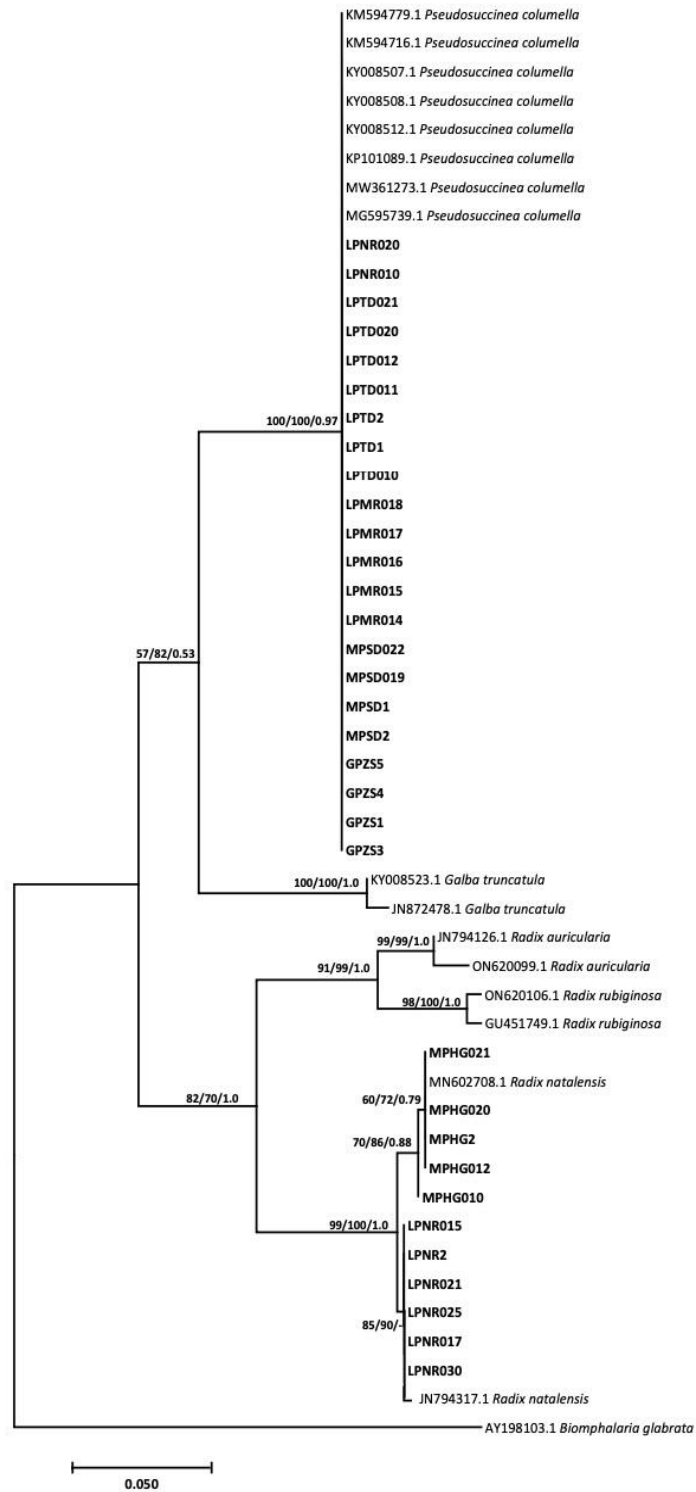 KM594779.1 Pseudosuccinea columella
KM594716.1 Pseudosuccinea columella
KY008507.1 Pseudosuccinea columella
KY008508.1 Pseudosuccinea columella
KY008512.1 Pseudosuccinea columella
KP101089.1 Pseudosuccinea columella
MW361273.1 Pseudosuccinea columella
MG595739.1 Pseudosuccinea columella
LPNR020
LPNR010
LPTD021
LPTD020
LPTD012
LPTD011
100/100/0.97
LPTD2
LPTD1
LPTD010
LPMR018
LPMR017
LPMR016
LPMR015
LPMR014
57/82/0.53
MPSD022
MPSD019
MPSD1
MPSD2
GPZS5
GPZS4
GPZS1
GPZS3
100/100/1.0
KY008523.1 Galba truncatula
JN872478.1 Galba truncatula
99/99/1.0
JN794126.1 Radix auricularia
91/99/1.0
ON620099.1 Radix auricularia
98/100/1.0
ON620106.1 Radix rubiginosa
GU451749.1 Radix rubiginosa
MPHG021
MN602708.1 Radix natalensis
82/70/1.0
60/72/0.79
MPHG020
70/86/0.88
MPHG2
MPHG012
MPHG010
99/100/1.0
LPNR015
LPNR2
LPNR021
LPNR025
85/90/-
LPNR017
LPNR030
JN794317.1 Radix natalensis
AY198103.1 Biomphalaria glabrata
0.050